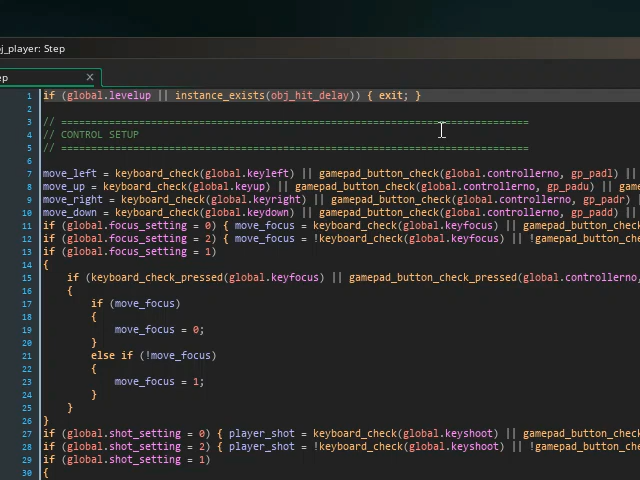 bj_player: Step
ep ×
1 if (global.levelup || instance_exists(obj_hit_delay)) { exit; }
2
3 // ================================================================================
4 // CONTROL SETUP
5 // ================================================================================
6
7 move_left = keyboard_check(global.keyleft) || gamepad_button_check(global.controllerno, gp_padl) ||
8 move_up = keyboard_check(global.keyup) || gamepad_button_check(global.controllerno, gp_padu) || game
9 move_right = keyboard_check(global.keyright) || gamepad_button_check(global.controllerno, gp_padr) |
10 move_down = keyboard_check(global.keydown) || gamepad_button_check(global.controllerno, gp_padd) ||
11 if (global.focus_setting = 0) { move_focus = keyboard_check(global.keyfocus) || gamepad_button_chec
12 if (global.focus_setting = 2) { move_focus = !keyboard_check(global.keyfocus) || !gamepad_button_ch
13 if (global.focus_setting = 1)
14 {
15 if (keyboard_check_pressed(global.keyfocus) || gamepad_button_check_pressed(global.controllerno,
16 {
17 if (move_focus)
18 {
19 move_focus = 0;
20 }
21 else if (!move_focus)
22 {
23 move_focus = 1;
24 }
25 }
26 }
27 if (global.shot_setting = 0) { player_shot = keyboard_check(global.keyshoot) || gamepad_button_check
28 if (global.shot_setting = 2) { player_shot = !keyboard_check(global.keyshoot) || !gamepad_button_che
29 if (global.shot_setting = 1)
30 {